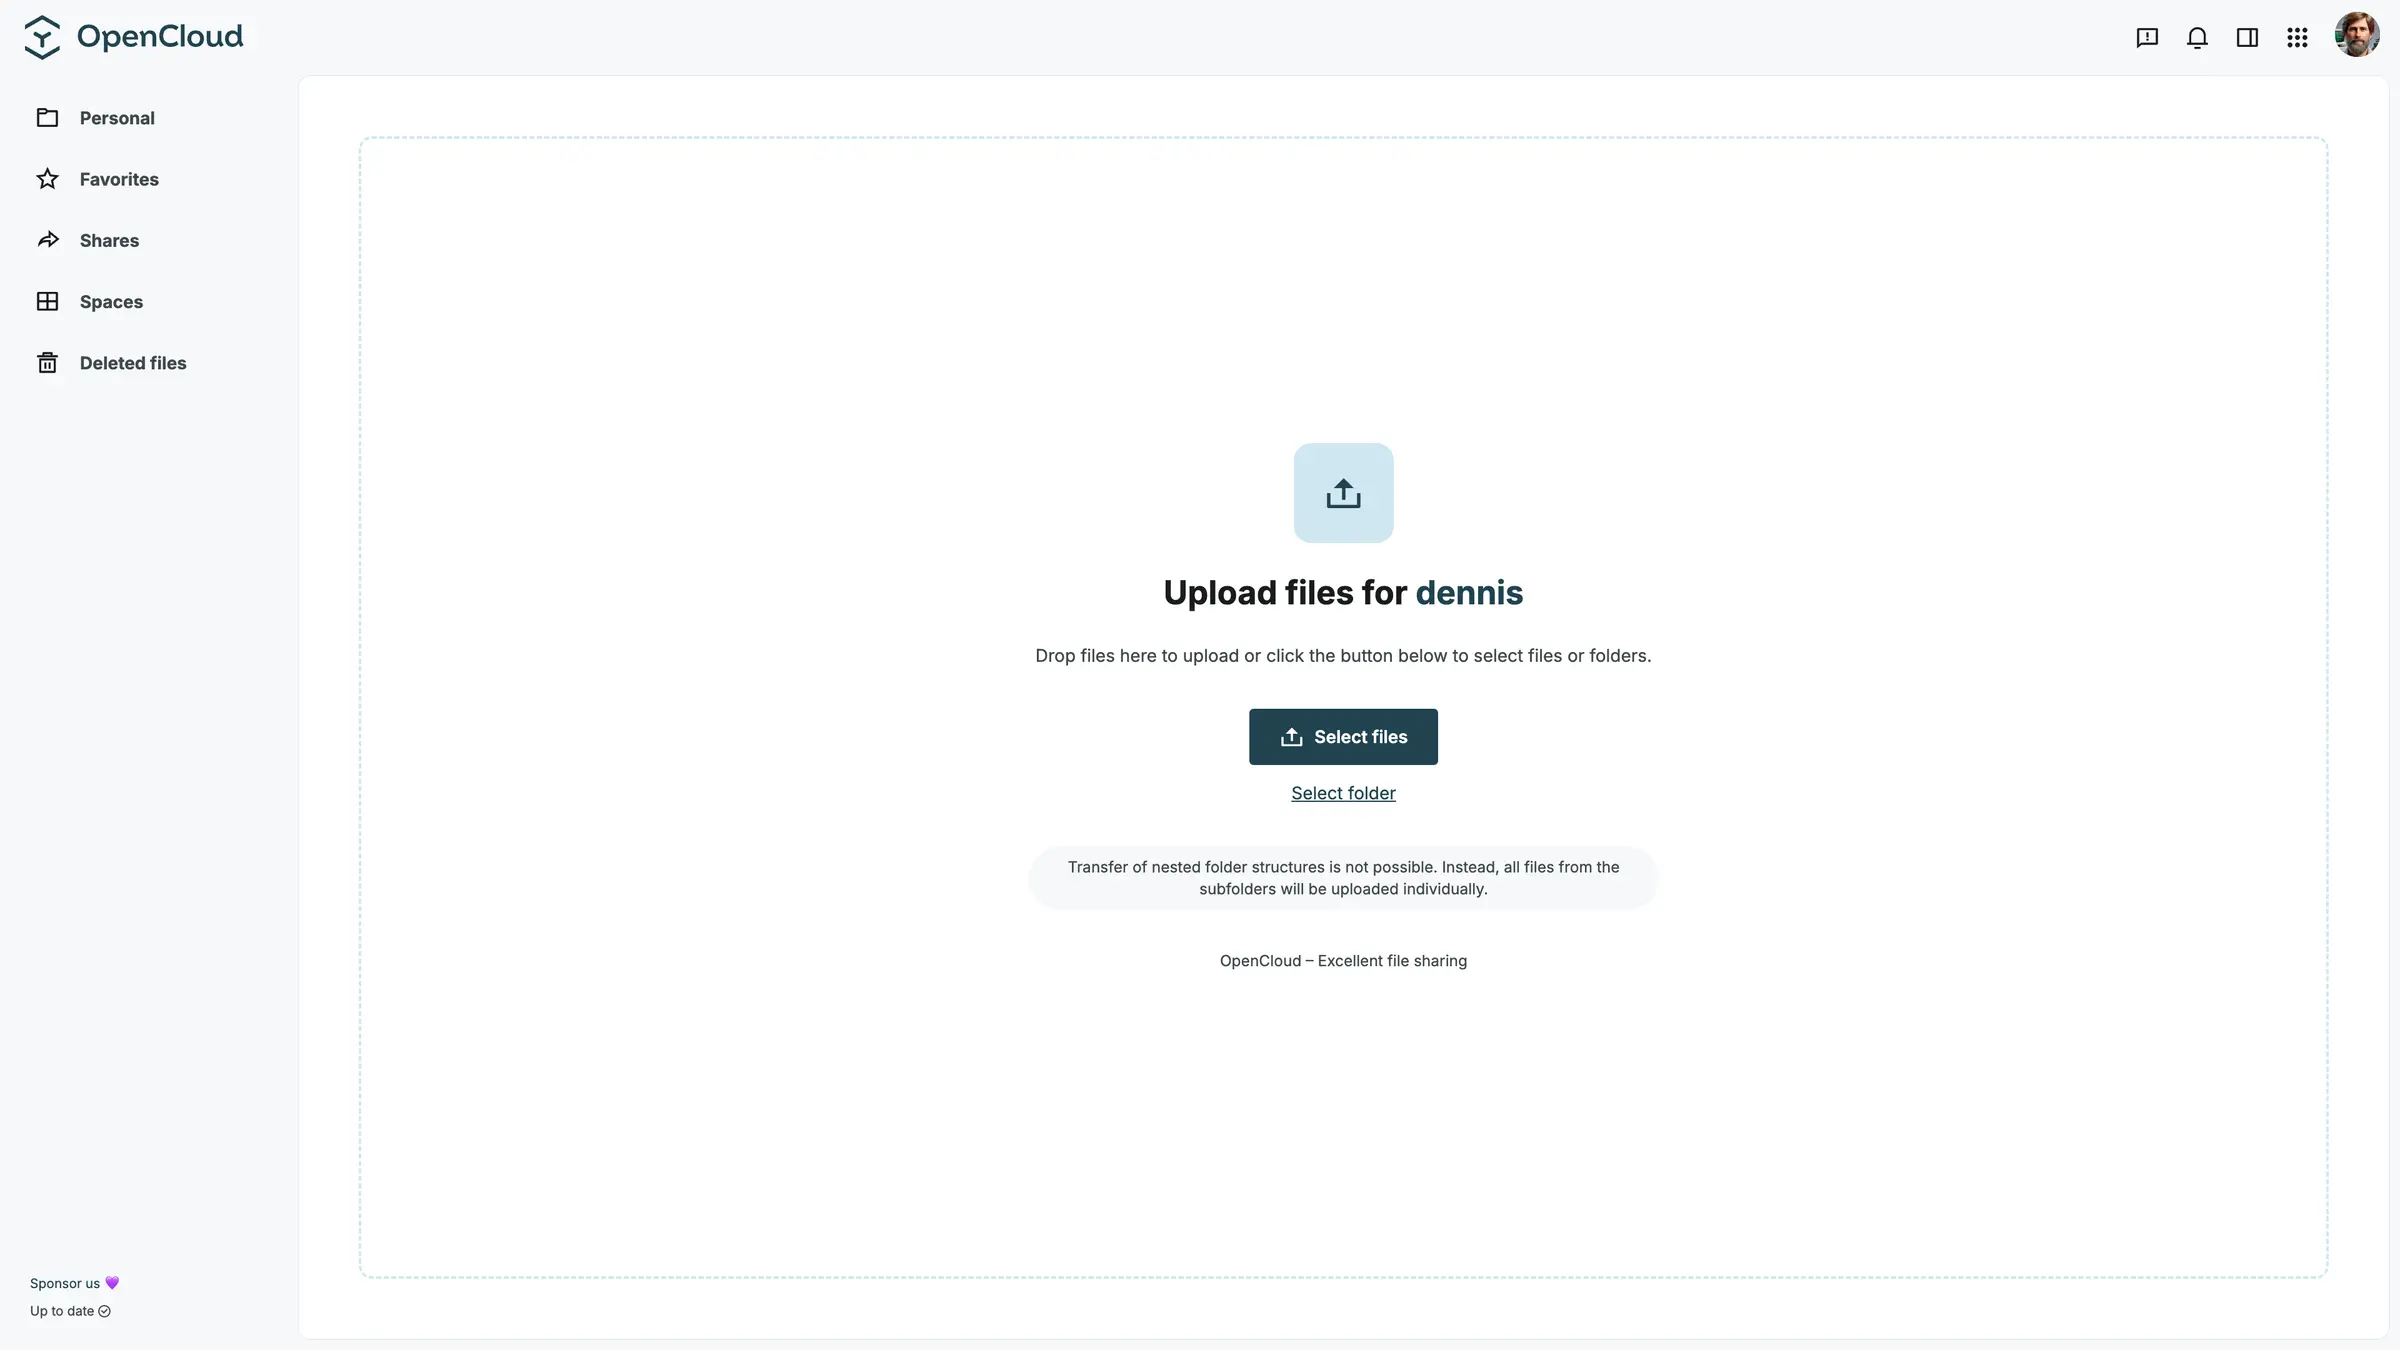 OpenCloud
Personal
Favorites
Shares
Spaces
Deleted files
Upload files for dennis
Drop files here to upload or click the button below to select files or folders.
Select files
Select folder
Transfer of nested folder structures is not possible. Instead, all files from the
subfolders will be uploaded individually.
OpenCloud – Excellent file sharing
Sponsor us 💜
Up to date